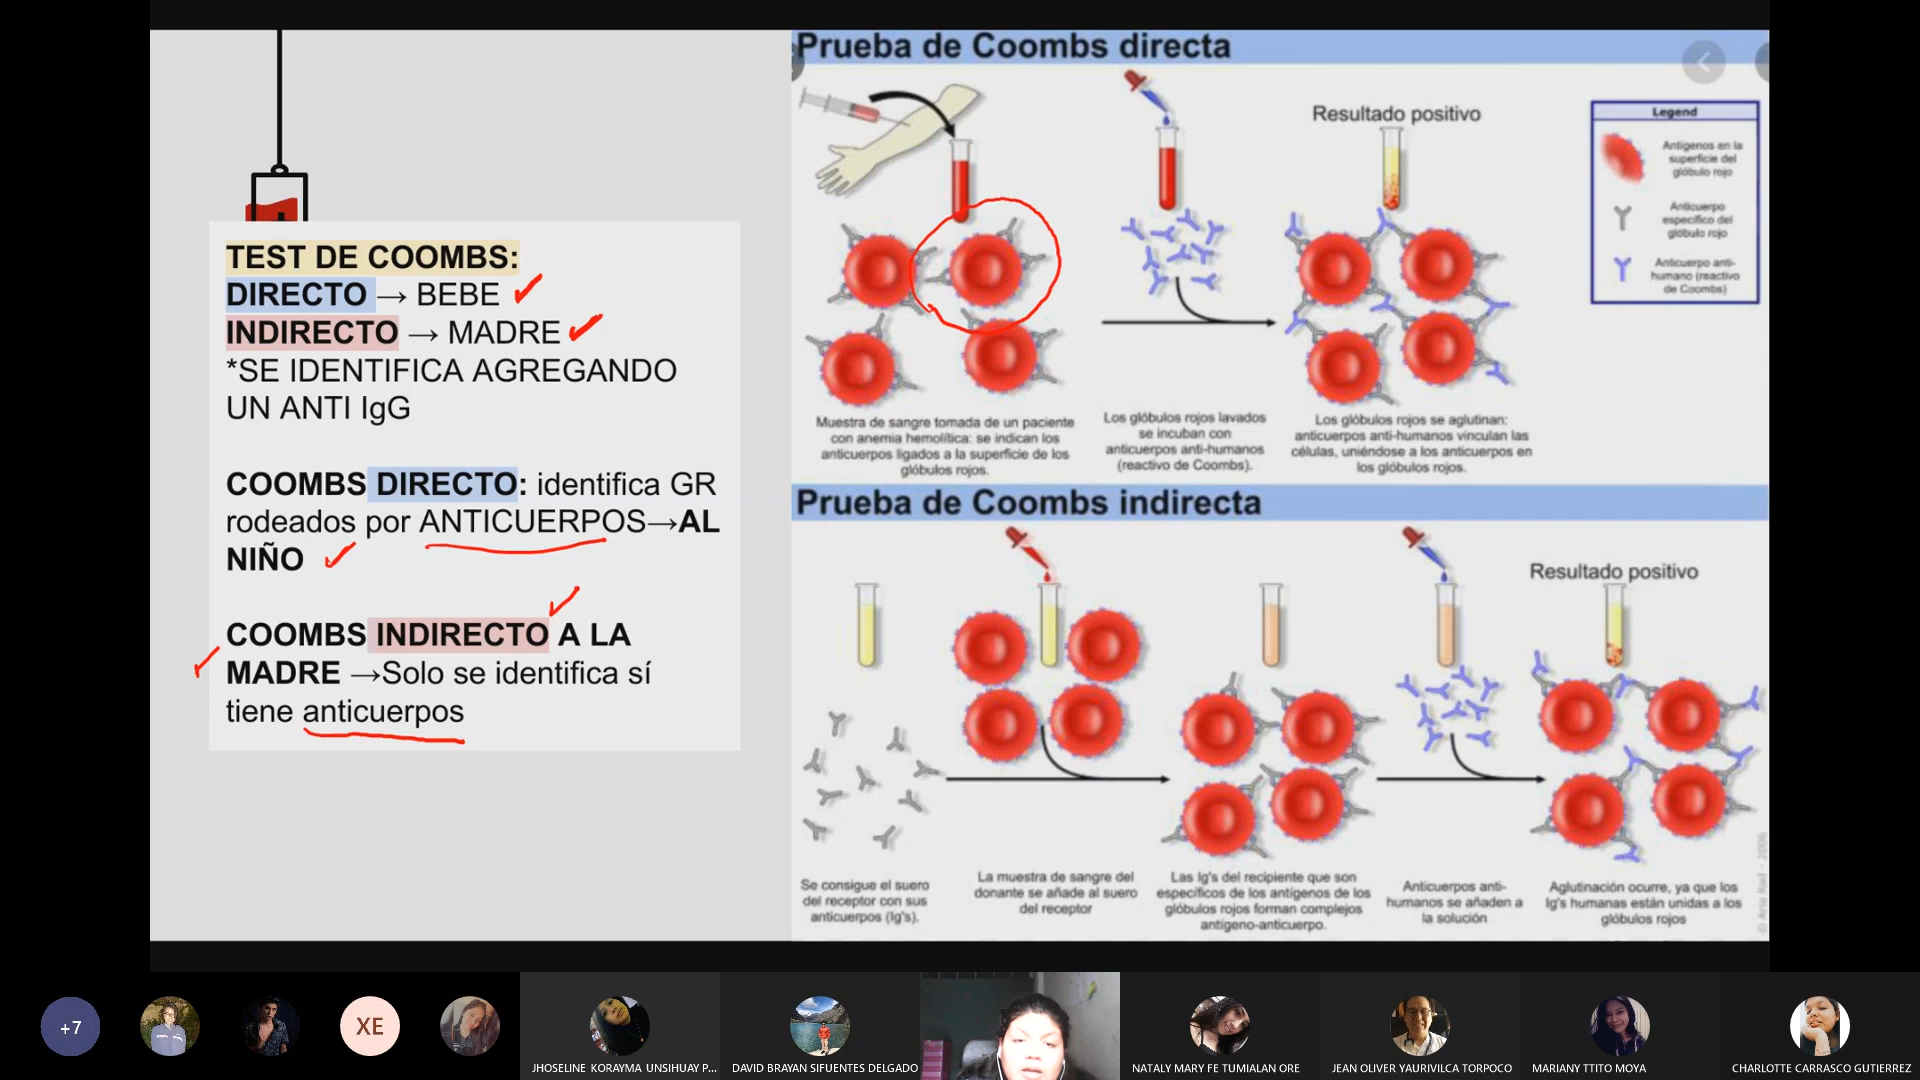 TEST DE COOMBS:
DIRECTO → BEBE
INDIRECTO → MADRE
*SE IDENTIFICA AGREGANDO
UN ANTI IgG
COOMBS DIRECTO: identifica GR
rodeados por ANTICUERPOS→AL
NIÑO
COOMBS INDIRECTO A LA
MADRE →Solo se identifica sí
tiene anticuerpos
Prueba de Coombs directa
Resultado positivo
Legend
Antígenos en la
superficie del
glóbulo rojo
Anticuerpo
específico del
glóbulo rojo
Anticuerpo anti-
humano (reactivo
de Coombs)
Muestra de sangre tomada de un paciente
con anemia hemolítica: se indican los
anticuerpos ligados a la superficie de los
glóbulos rojos.
Los glóbulos rojos lavados
se incuban con
anticuerpos anti-humanos
(reactivo de Coombs).
Los glóbulos rojos se aglutinan:
anticuerpos anti-humanos vinculan las
células, uniéndose a los anticuerpos en
los glóbulos rojos.
Prueba de Coombs indirecta
Resultado positivo
Se consigue el suero
del receptor con sus
anticuerpos (Ig's).
La muestra de sangre del
donante se añade al suero
del receptor
Las Ig's del recipiente que son
específicos de los antígenos de los
glóbulos rojos forman complejos
antígeno-anticuerpo.
Anticuerpos anti-
humanos se añaden a
la solución
Aglutinación ocurre, ya que los
Ig's humanas están unidas a los
glóbulos rojos
© Aria Rad - 2006
+7
XE
JHOSELINE KORAYMA UNSIHUAY P...
DAVID BRAYAN SIFUENTES DELGADO
NATALY MARY FE TUMIALAN ORE
JEAN OLIVER YAURIVILCA TORPOCO
MARIANY TTITO MOYA
CHARLOTTE CARRASCO GUTIERREZ